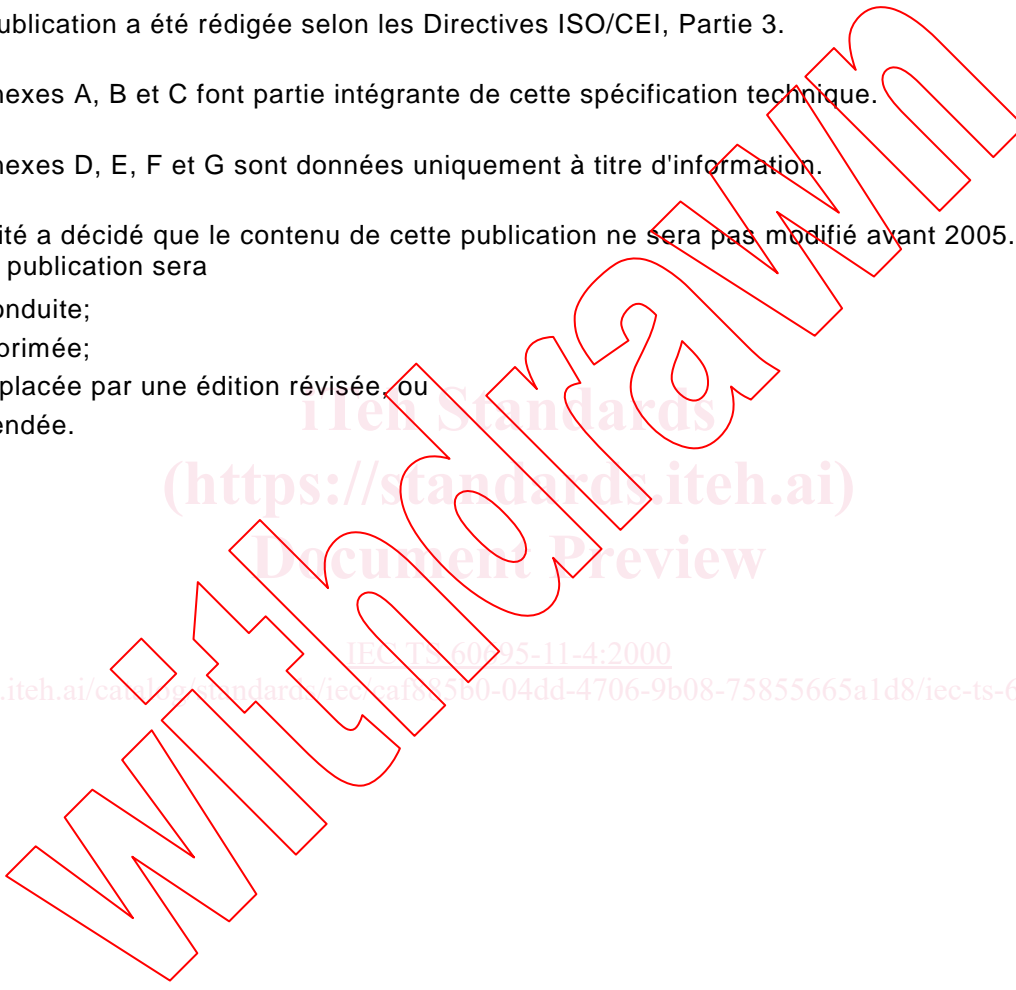 ublication a été rédigée selon les Directives ISO/CEI, Partie 3.
nexes A, B et C font partie intégrante de cette spécification technique.
nexes D, E, F et G sont données uniquement à titre d'information.
ité a décidé que le contenu de cette publication ne sera pas modifié avant 2005.
publication sera
onduite;
primée;
placée par une édition révisée, ou
endée.
iTeh Standards
(https://standards.iteh.ai)
Document Preview
IEC TS 60695-11-4:2000
.iteh.ai/catalog/standards/iec/caf885b0-04dd-4706-9b08-75855665a1d8/iec-ts-6
withdrawn